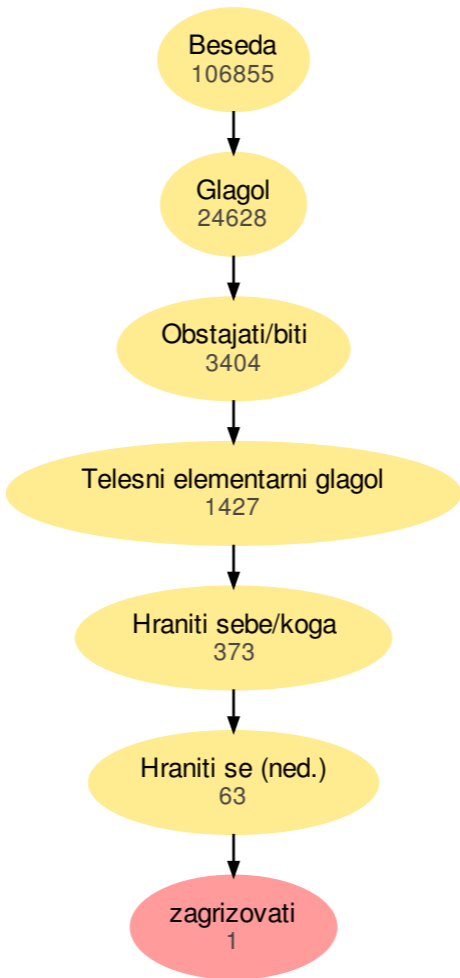 Beseda
106855
Glagol
24628
Obstajati/biti
3404
Telesni elementarni glagol
1427
Hraniti sebe/koga
373
Hraniti se (ned.)
63
zagrizovati
1